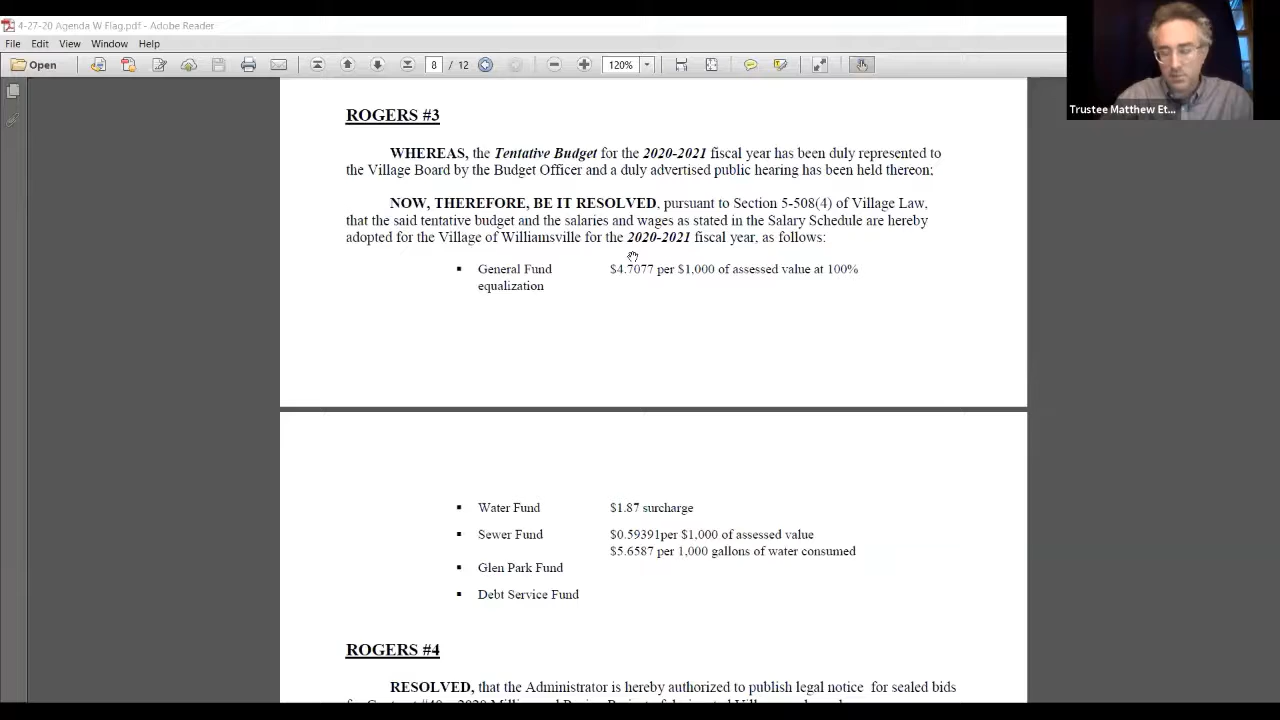 4-27-20 Agenda W Flag.pdf - Adobe Reader
File Edit View Window Help
Open 8 / 12 120%
Trustee Matthew Et...
ROGERS #3
WHEREAS, the Tentative Budget for the 2020-2021 fiscal year has been duly represented to
the Village Board by the Budget Officer and a duly advertised public hearing has been held thereon;
NOW, THEREFORE, BE IT RESOLVED, pursuant to Section 5-508(4) of Village Law,
that the said tentative budget and the salaries and wages as stated in the Salary Schedule are hereby
adopted for the Village of Williamsville for the 2020-2021 fiscal year, as follows:
▪ General Fund $4.7077 per $1,000 of assessed value at 100%
equalization
▪ Water Fund $1.87 surcharge
▪ Sewer Fund $0.59391per $1,000 of assessed value
$5.6587 per 1,000 gallons of water consumed
▪ Glen Park Fund
▪ Debt Service Fund
ROGERS #4
RESOLVED, that the Administrator is hereby authorized to publish legal notice for sealed bids